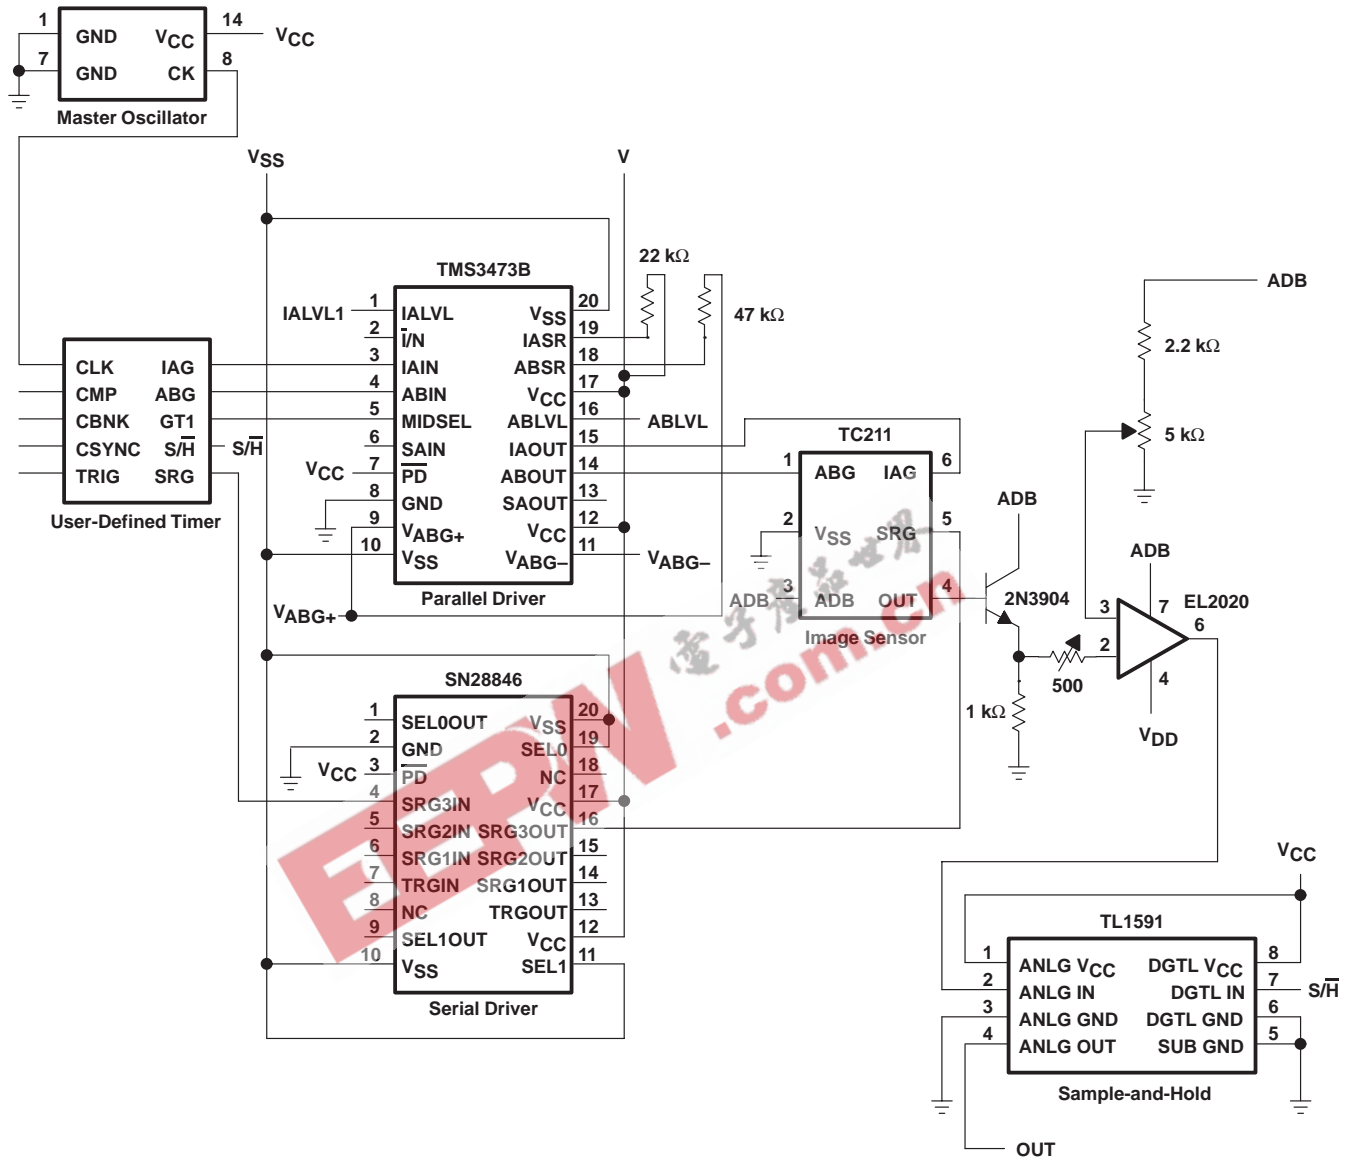 1 GND VCC 14 VCC
7 GND CK 8
Master Oscillator
VSS
V
TMS3473B
22 kΩ
47 kΩ
IALVL1 1 IALVL VSS 20
2 I̅/N IASR 19
3 IAIN ABSR 18
4 ABIN VCC 17
5 MIDSEL ABLVL 16 ABLVL
6 SAIN IAOUT 15
VCC 7 P̅D̅ ABOUT 14
8 GND SAOUT 13
9 VABG+ VCC 12
10 VSS VABG– 11 VABG–
Parallel Driver
VABG+
CLK IAG
CMP ABG
CBNK GT1
CSYNC S/H̅ S/H̅
TRIG SRG
User-Defined Timer
TC211
1 ABG IAG 6
2 VSS SRG 5
ADB 3 ADB OUT 4
Image Sensor
ADB
2N3904
500
1 kΩ
ADB
2.2 kΩ
5 kΩ
ADB
EL2020
3 7 6
2 4
VDD
SN28846
1 SEL0OUT VSS 20
2 GND SEL0 19
VCC 3 P̅D̅ NC 18
4 SRG3IN VCC 17
5 SRG2IN SRG3OUT 16
6 SRG1IN SRG2OUT 15
7 TRGIN SRG1OUT 14
8 NC TRGOUT 13
9 SEL1OUT VCC 12
10 VSS SEL1 11
Serial Driver
VCC
TL1591
1 ANLG VCC DGTL VCC 8
2 ANLG IN DGTL IN 7 S/H̅
3 ANLG GND DGTL GND 6
4 ANLG OUT SUB GND 5
Sample-and-Hold
OUT
EEPW
.com.cn
電子產品世界